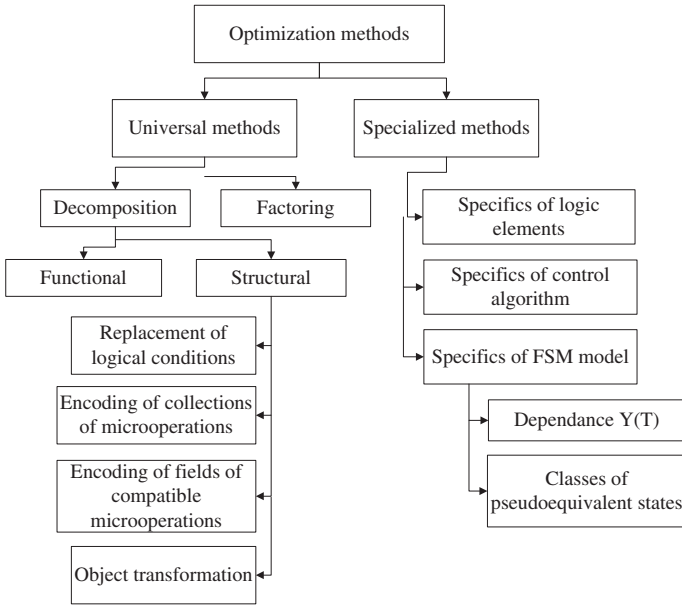 Optimization methods
Universal methods
Specialized methods
Decomposition
Factoring
Specifics of logic
elements
Functional
Structural
Specifics of control
algorithm
Replacement of
logical conditions
Specifics of FSM model
Encoding of collections
of microoperations
Dependance Y(T)
Encoding of fields of
compatible
microoperations
Classes of
pseudoequivalent states
Object transformation